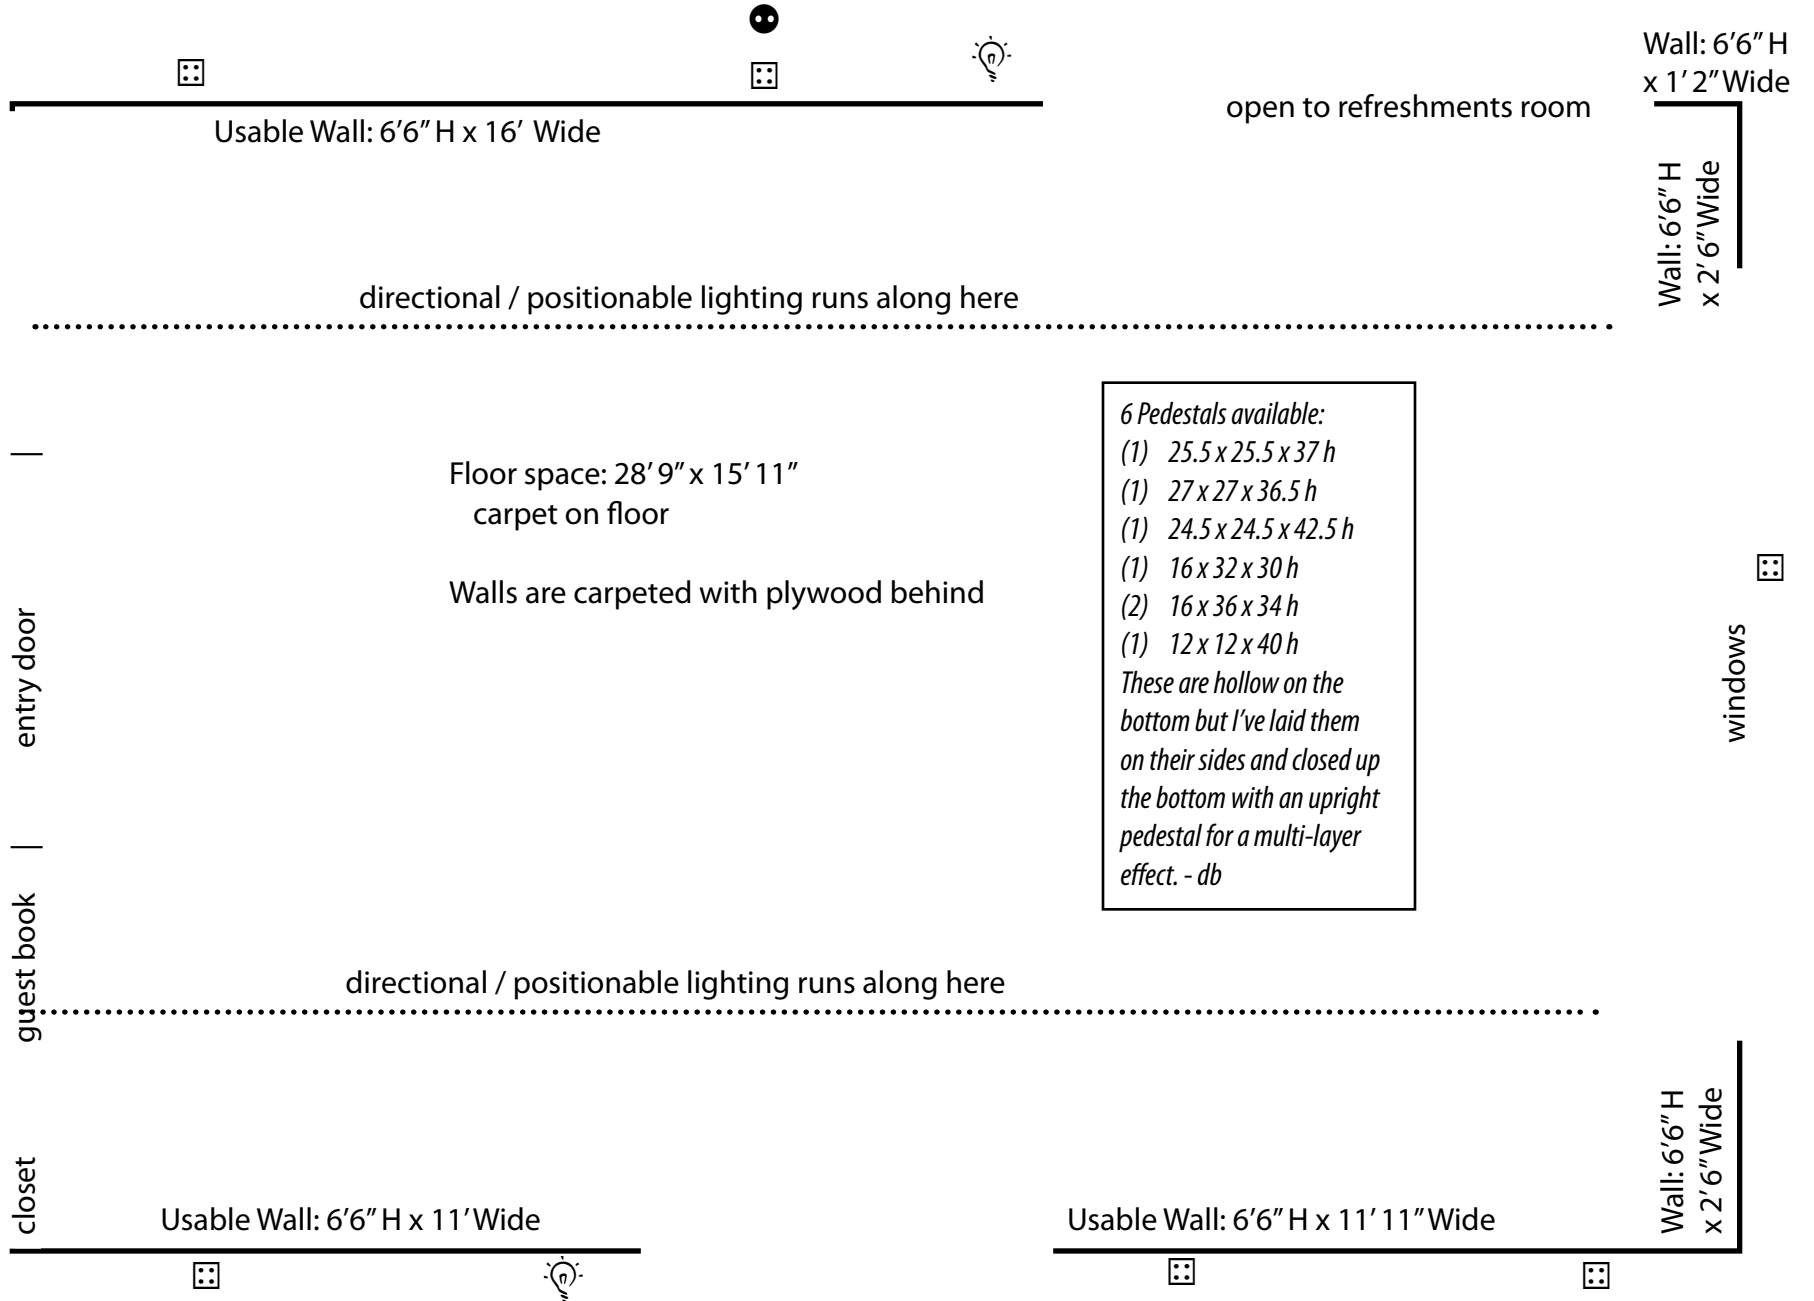 Wall: 6’6” H
x 1’ 2” Wide
open to refreshments room
Usable Wall: 6’6” H x 16’ Wide
Wall: 6’6” H
x 2’ 6” Wide
directional / positionable lighting runs along here
6 Pedestals available:
(1) 25.5 x 25.5 x 37 h
(1) 27 x 27 x 36.5 h
(1) 24.5 x 24.5 x 42.5 h
(1) 16 x 32 x 30 h
(2) 16 x 36 x 34 h
(1) 12 x 12 x 40 h
These are hollow on the
bottom but I’ve laid them
on their sides and closed up
the bottom with an upright
pedestal for a multi-layer
effect. - db
Floor space: 28’ 9” x 15’ 11”
carpet on floor
Walls are carpeted with plywood behind
entry door
windows
guest book
directional / positionable lighting runs along here
closet
Usable Wall: 6’6” H x 11’ Wide
Usable Wall: 6’6” H x 11’ 11” Wide
Wall: 6’6” H
x 2’ 6” Wide